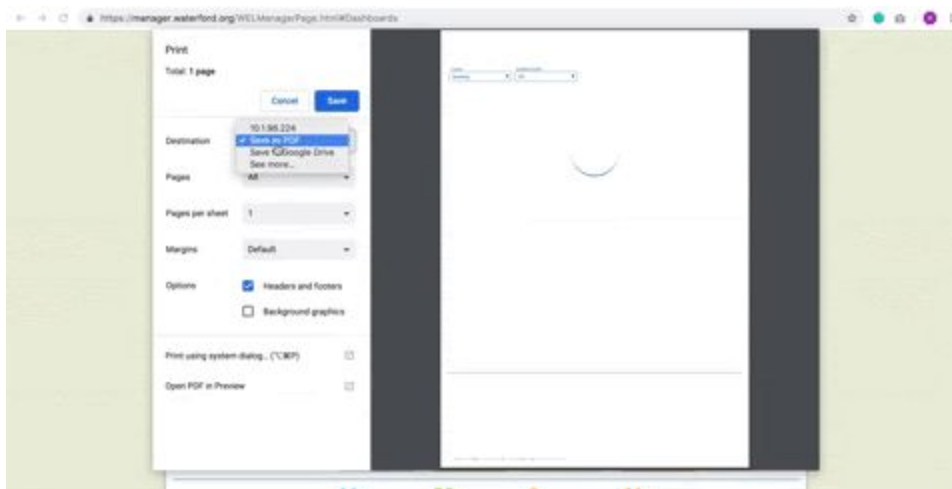 https://manager.waterford.org/WELManager/Page.html#Dashboards
Print
Total: 1 page
Cancel
Save
Destination
10.1.96.224
Save as PDF
Save Google Drive
See more...
Pages
All
Pages per sheet
1
Margins
Default
Options
Headers and footers
Background graphics
Print using system dialog... (⌥⌘P)
Open PDF in Preview